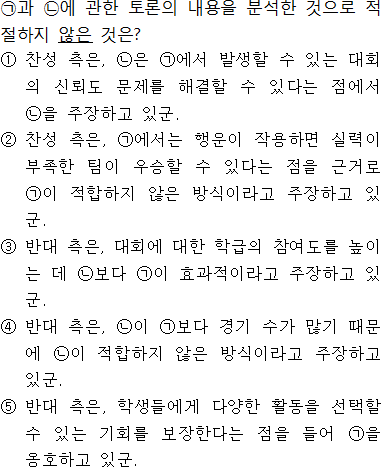 ㉠과 ㉡에 관한 토론의 내용을 분석한 것으로 적
절하지 않은 것은?
① 찬성 측은, ㉡은 ㉠에서 발생할 수 있는 대회
의 신뢰도 문제를 해결할 수 있다는 점에서
㉡을 주장하고 있군.
② 찬성 측은, ㉠에서는 행운이 작용하면 실력이
부족한 팀이 우승할 수 있다는 점을 근거로
㉠이 적합하지 않은 방식이라고 주장하고 있
군.
③ 반대 측은, 대회에 대한 학급의 참여도를 높이
는 데 ㉡보다 ㉠이 효과적이라고 주장하고 있
군.
④ 반대 측은, ㉡이 ㉠보다 경기 수가 많기 때문
에 ㉡이 적합하지 않은 방식이라고 주장하고
있군.
⑤ 반대 측은, 학생들에게 다양한 활동을 선택할
수 있는 기회를 보장한다는 점을 들어 ㉠을
옹호하고 있군.